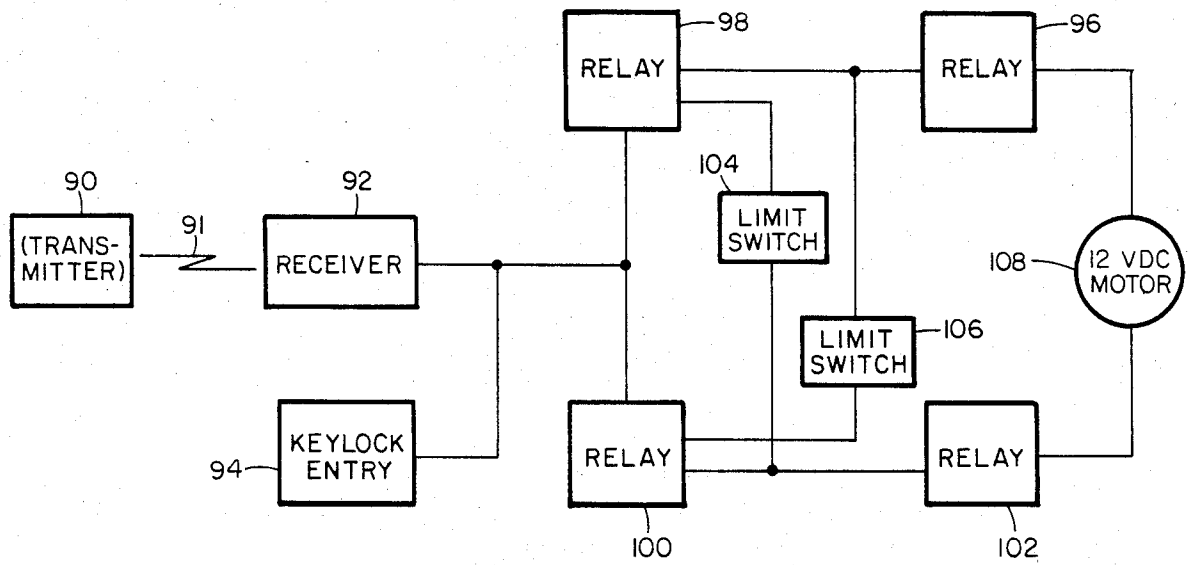 98
RELAY
96
RELAY
104
LIMIT
SWITCH
90
(TRANS-
MITTER)
91
92
RECEIVER
108
12 VDC
MOTOR
106
LIMIT
SWITCH
94
KEYLOCK
ENTRY
RELAY
100
RELAY
102